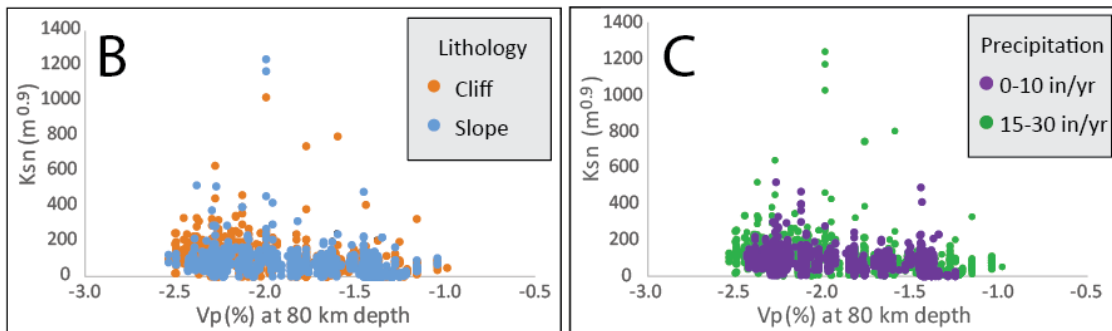 B
Lithology
Cliff
Slope
1400
1200
1000
800
600
400
200
0
Ksn (m^0.9)
-3.0 -2.5 -2.0 -1.5 -1.0 -0.5
Vp(%) at 80 km depth
C
Precipitation
0-10 in/yr
15-30 in/yr
1400
1200
1000
800
600
400
200
0
Ksn (m^0.9)
-3.0 -2.5 -2.0 -1.5 -1.0 -0.5
Vp(%) at 80 km depth